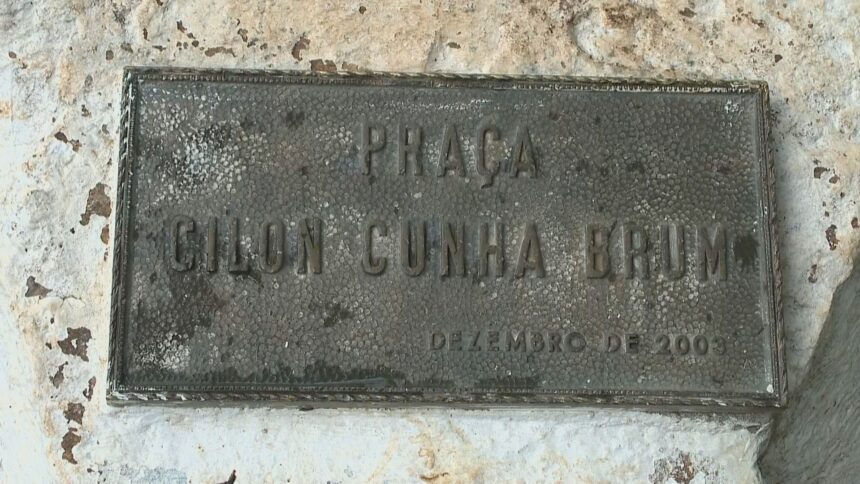 PRAÇA
CILON CUNHA BRUM
DEZEMBRO DE 2003